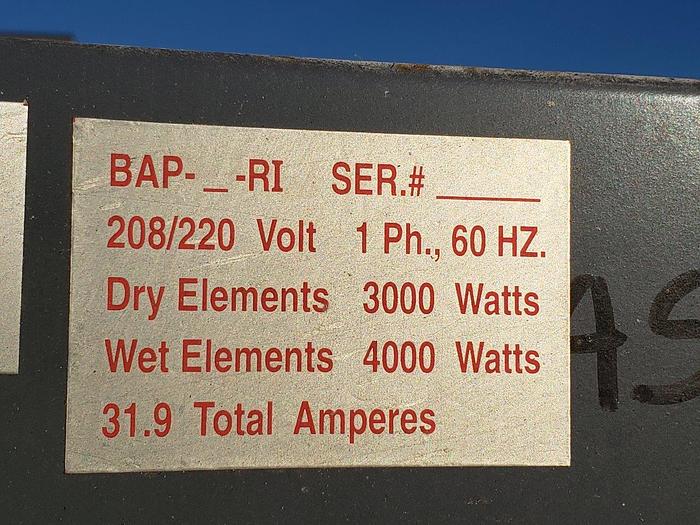 BAP- _ -RI SER.# ______
208/220 Volt 1 Ph., 60 HZ.
Dry Elements 3000 Watts
Wet Elements 4000 Watts
31.9 Total Amperes
AS